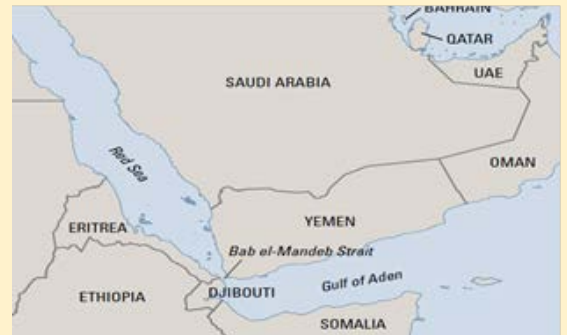 BAHRAIN
QATAR
SAUDI ARABIA
UAE
OMAN
Red Sea
YEMEN
ERITREA
Bab el-Mandeb Strait
Gulf of Aden
DJIBOUTI
ETHIOPIA
SOMALIA